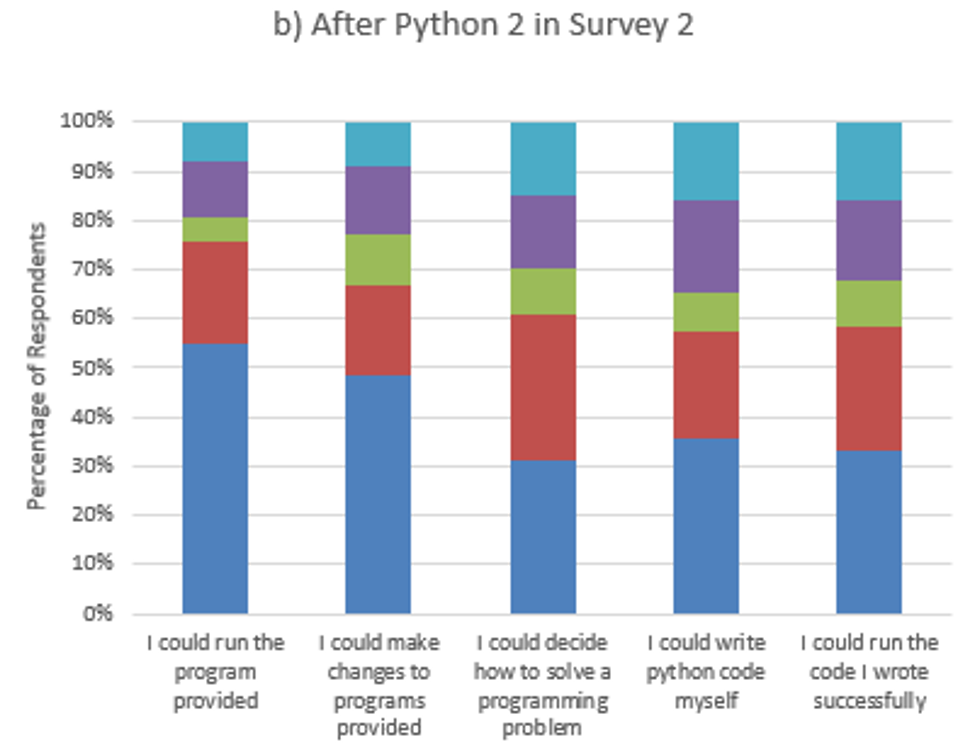 b) After Python 2 in Survey 2
Percentage of Respondents
100%
90%
80%
70%
60%
50%
40%
30%
20%
10%
0%
I could run the
program
provided
I could make
changes to
programs
provided
I could decide
how to solve a
programming
problem
I could write
python code
myself
I could run the
code I wrote
successfully